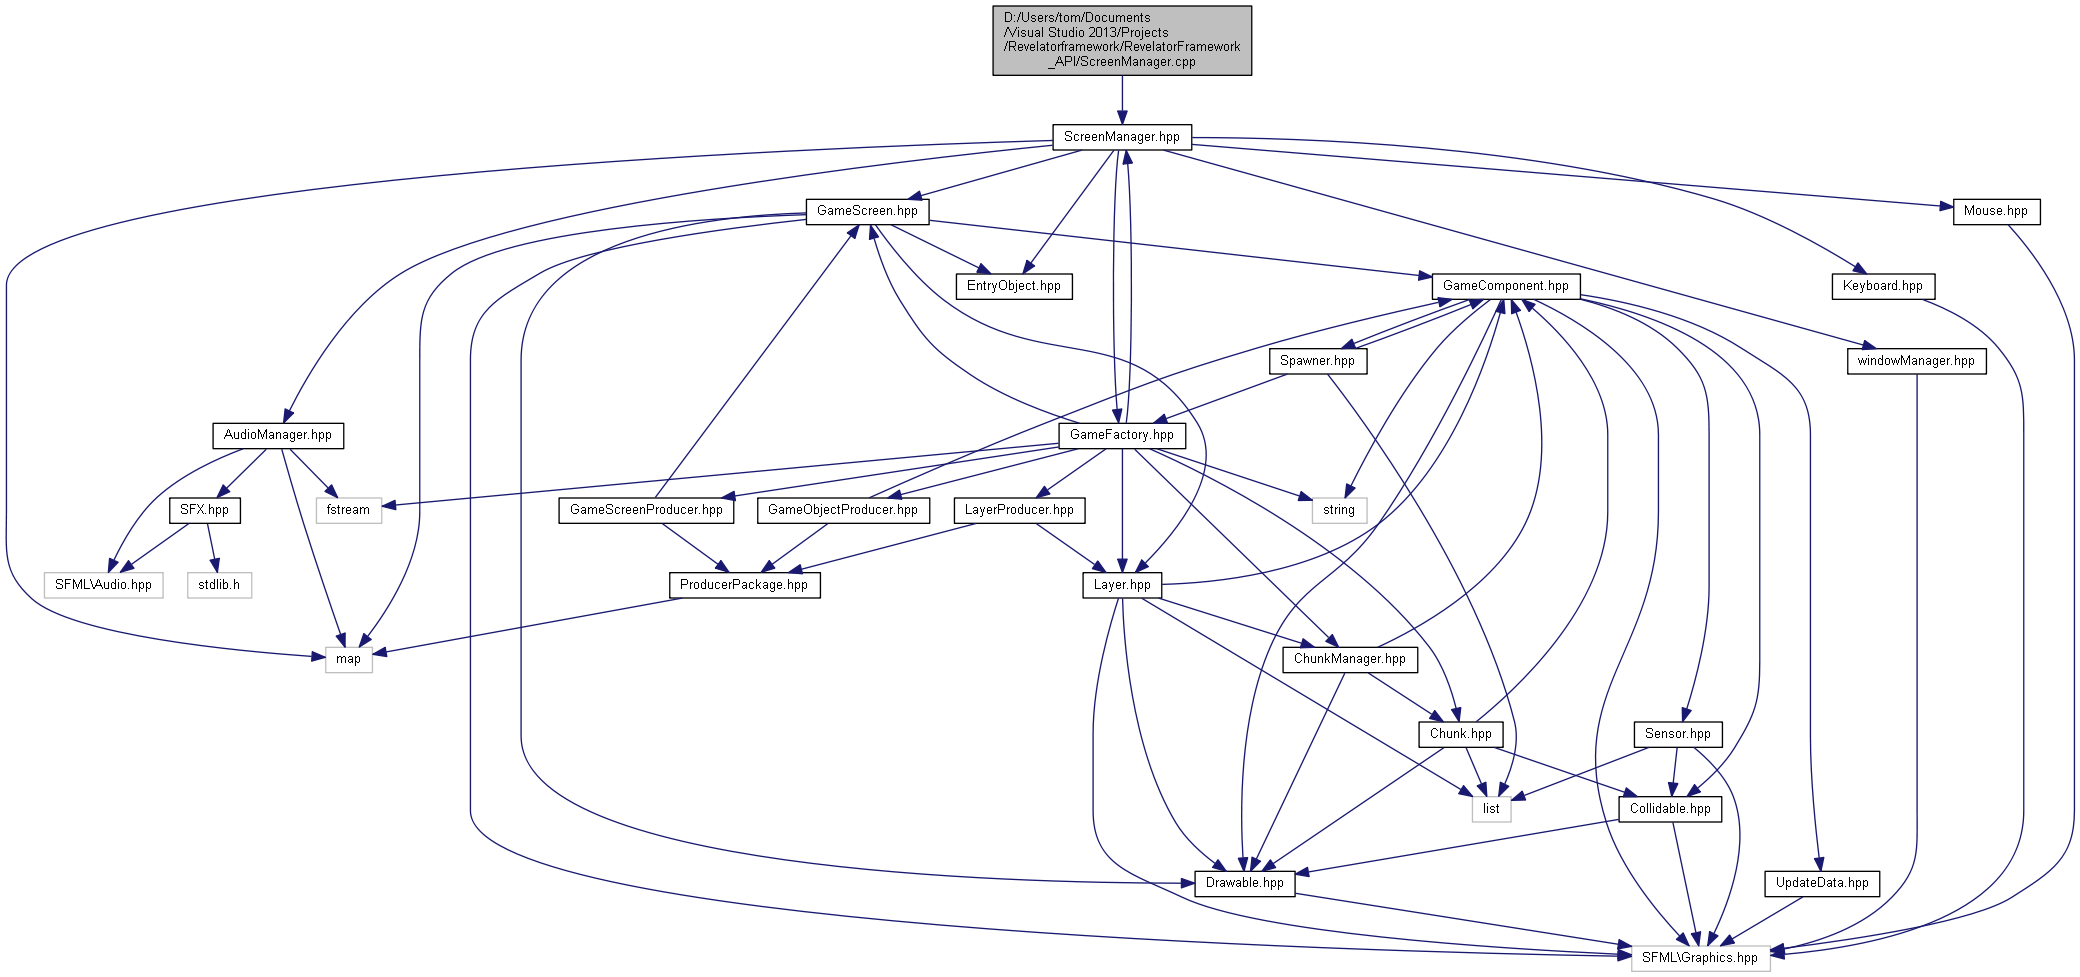 D:/Users/tom/Documents
/Visual Studio 2013/Projects
/Revelatorframework/RevelatorFramework
_API/ScreenManager.cpp
ScreenManager.hpp
GameScreen.hpp
Mouse.hpp
EntryObject.hpp
GameComponent.hpp
Keyboard.hpp
Spawner.hpp
windowManager.hpp
AudioManager.hpp
GameFactory.hpp
SFX.hpp
fstream
GameScreenProducer.hpp
GameObjectProducer.hpp
LayerProducer.hpp
string
SFML\Audio.hpp
stdlib.h
ProducerPackage.hpp
Layer.hpp
map
ChunkManager.hpp
Chunk.hpp
Sensor.hpp
list
Collidable.hpp
Drawable.hpp
UpdateData.hpp
SFML\Graphics.hpp